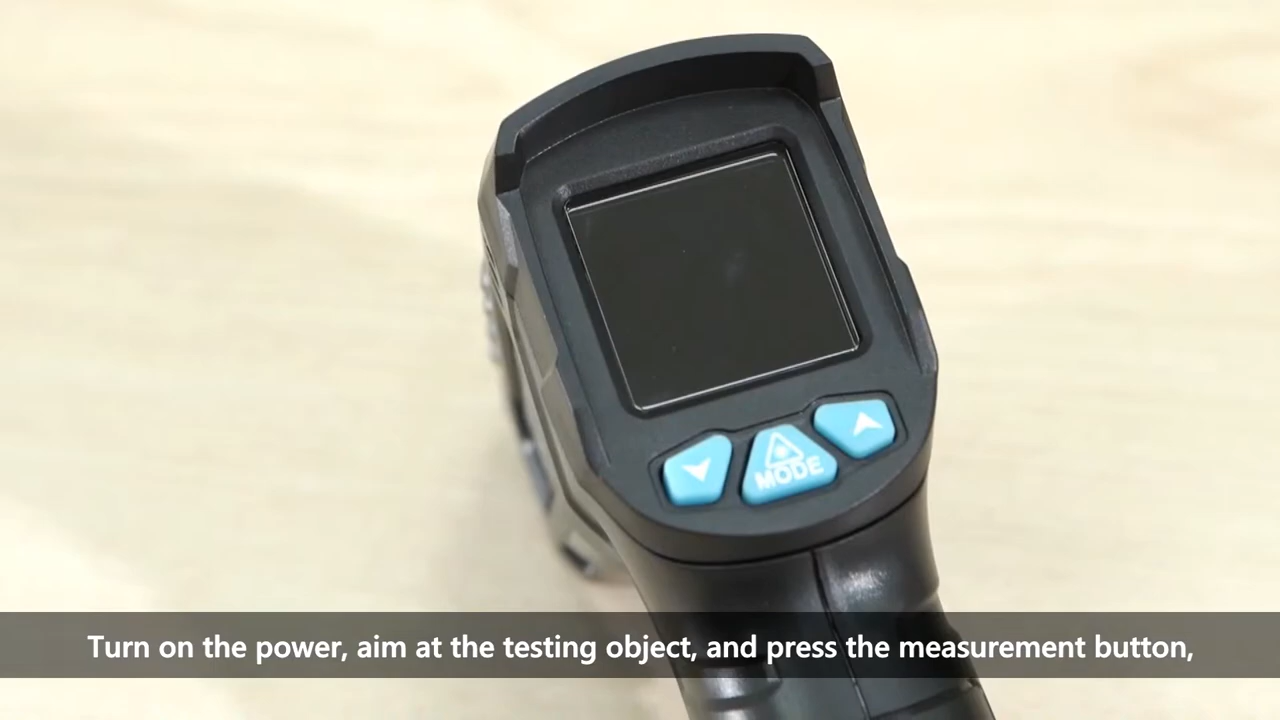 MODE
Turn on the power, aim at the testing object, and press the measurement button,